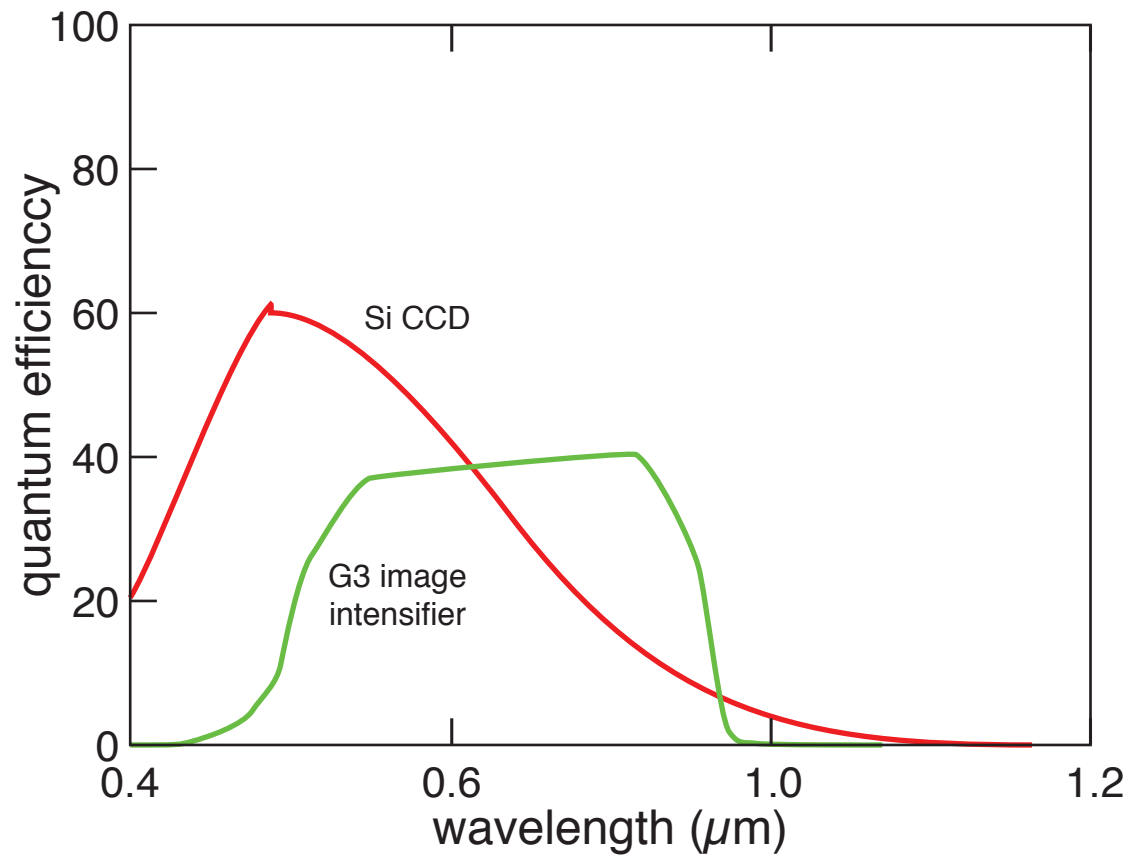 100
80
60
40
20
0
quantum efficienccy
Si CCD
G3 image
intensifier
0.4
0.6
1.0
1.2
wavelength (µm)